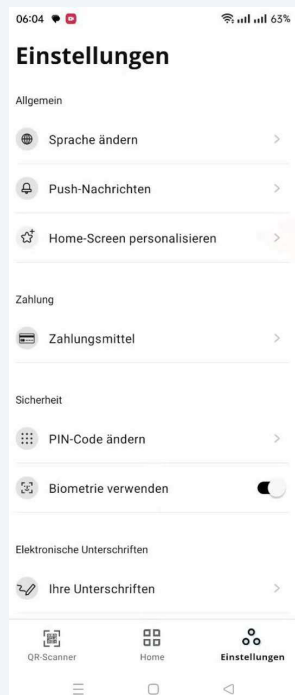 06:04 63%
Einstellungen
Allgemein
Sprache ändern
Push-Nachrichten
Home-Screen personalisieren
Zahlung
Zahlungsmittel
Sicherheit
PIN-Code ändern
Biometrie verwenden
Elektronische Unterschriften
Ihre Unterschriften
QR-Scanner Home Einstellungen